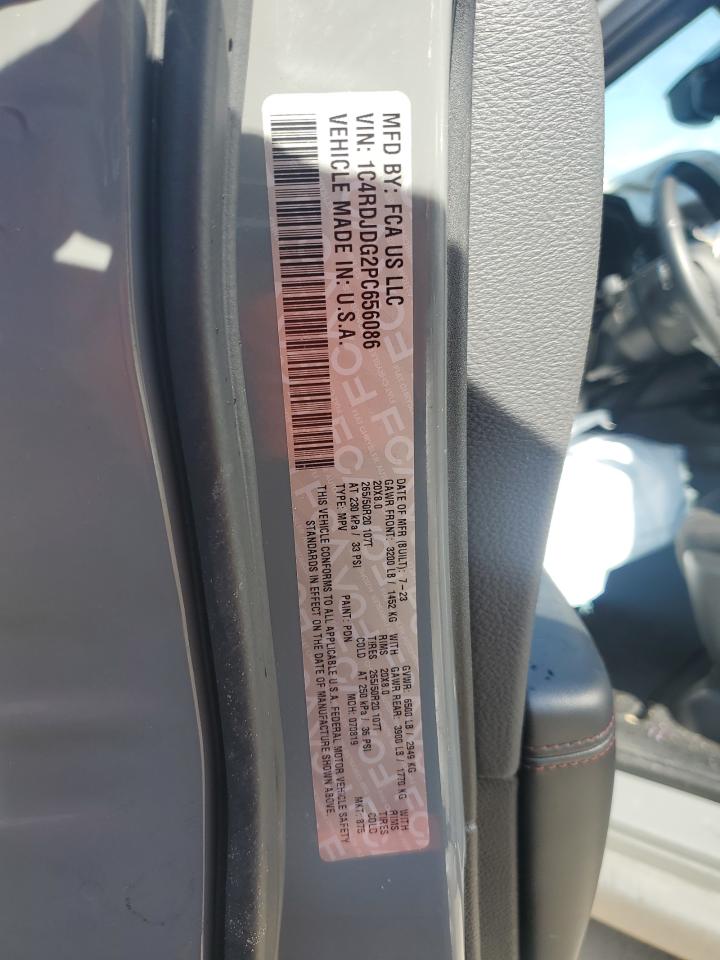 MFD BY: FCA US LLC
VIN: 1C4RDJDG2PC656086
VEHICLE MADE IN: U.S.A.
DATE OF MFR (BUILT): 7-23 GVWR: 6500 LB / 2949 KG
GAWR FRONT: 3200 LB / 1452 KG WITH GAWR REAR: 3900 LB / 1770 KG WITH
20X8.0 RIMS 20X8.0 RIMS
265/50R20 107T TIRES 265/50R20 107T TIRES
AT 230 kPa / 33 PSI COLD AT 250 kPa / 36 PSI COLD
TYPE: MPV PAINT: PDN MDH: 070819 MKT: 875
THIS VEHICLE CONFORMS TO ALL APPLICABLE U.S.A. FEDERAL MOTOR VEHICLE SAFETY
STANDARDS IN EFFECT ON THE DATE OF MANUFACTURE SHOWN ABOVE.